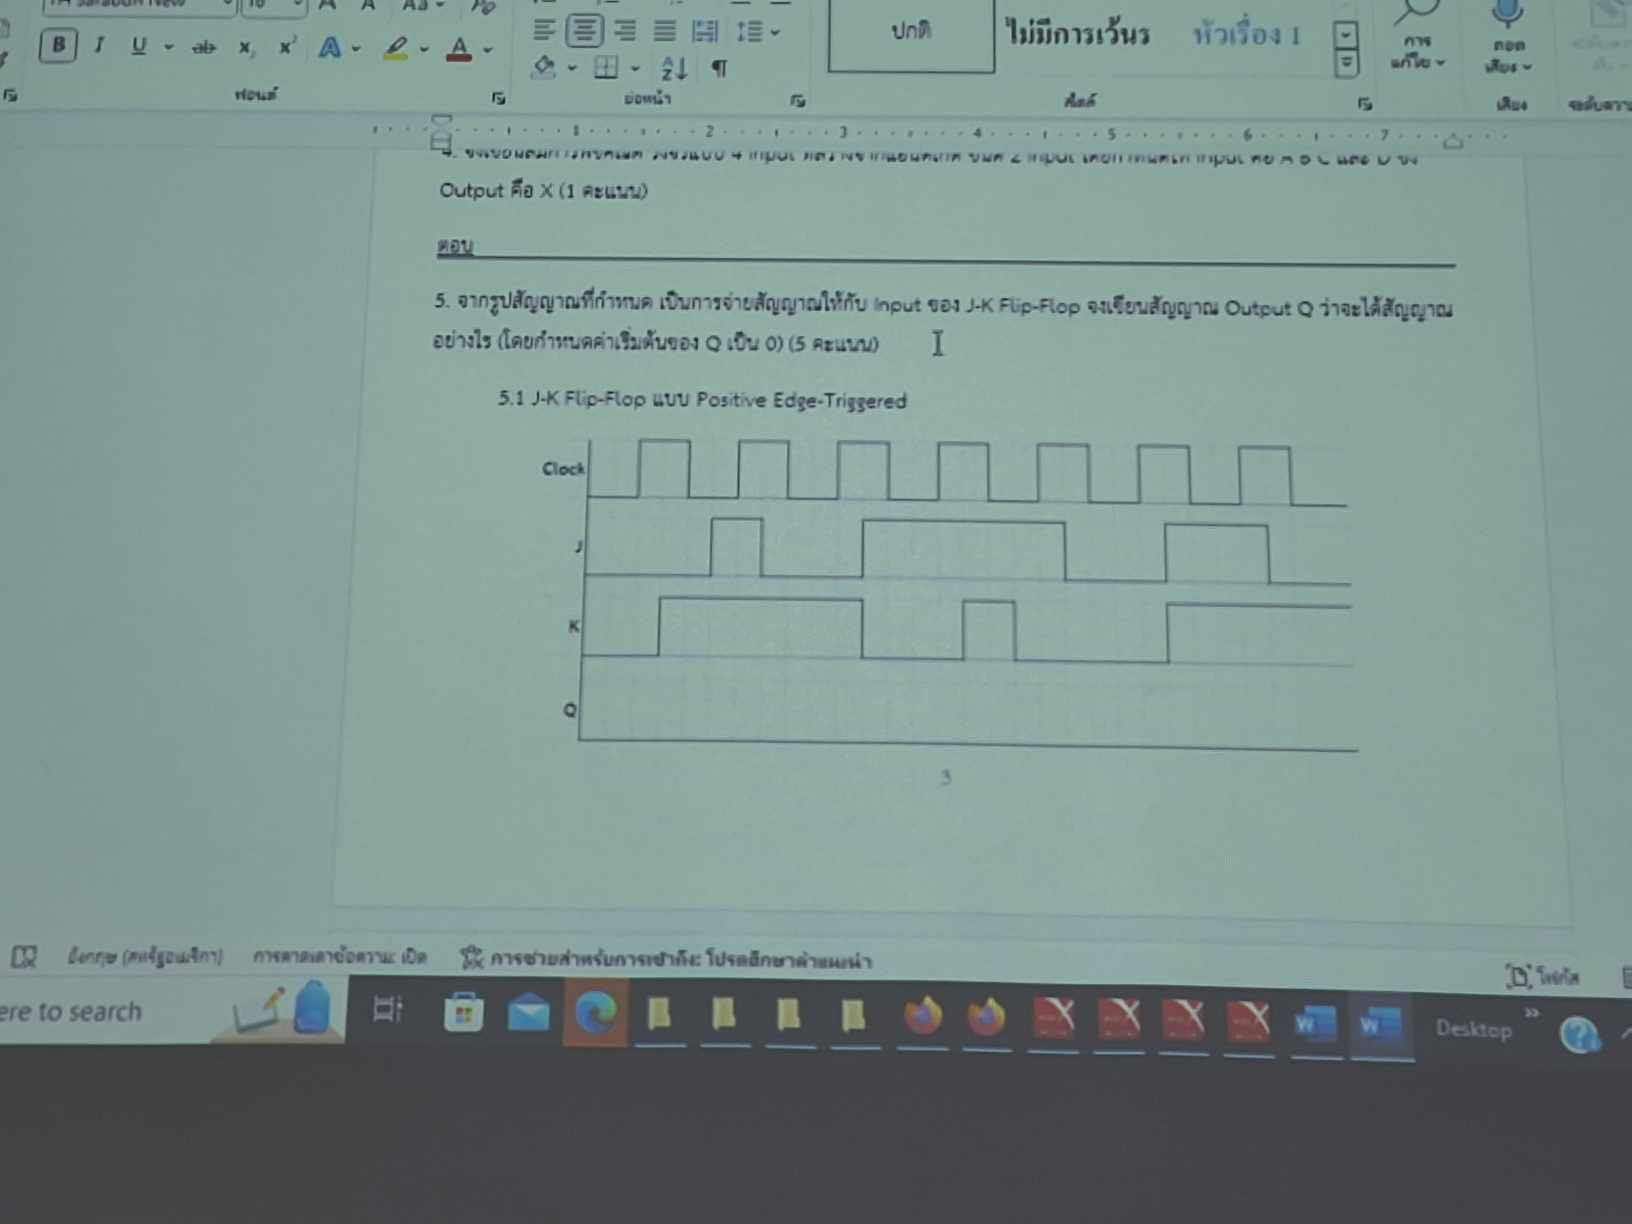 B I U ab x₂ x² A A
A Z ¶
ปกติ ไม่มีการเว้นร หัวเรื่อง 1
การ
แก้ไข
ฟอนต์ ย่อหน้า สไตล์ เสียง
1 2 3 4 5 6 7
Output คือ X (1 คะแนน)
ตอบ
5. จากรูปสัญญาณที่กำหนด เป็นการจ่ายสัญญาณให้กับ Input ของ J-K Flip-Flop จงเขียนสัญญาณ Output Q ว่าจะได้สัญญาณ
อย่างไร (โดยกำหนดค่าเริ่มต้นของ Q เป็น 0) (5 คะแนน)
5.1 J-K Flip-Flop แบบ Positive Edge-Triggered
Clock
J
K
Q
3
อังกฤษ (สหรัฐอเมริกา) การคาดเดาข้อความ: เปิด การช่วยสำหรับการเข้าถึง: โปรดศึกษาคำแนะนำ โฟกัส
ere to search Desktop